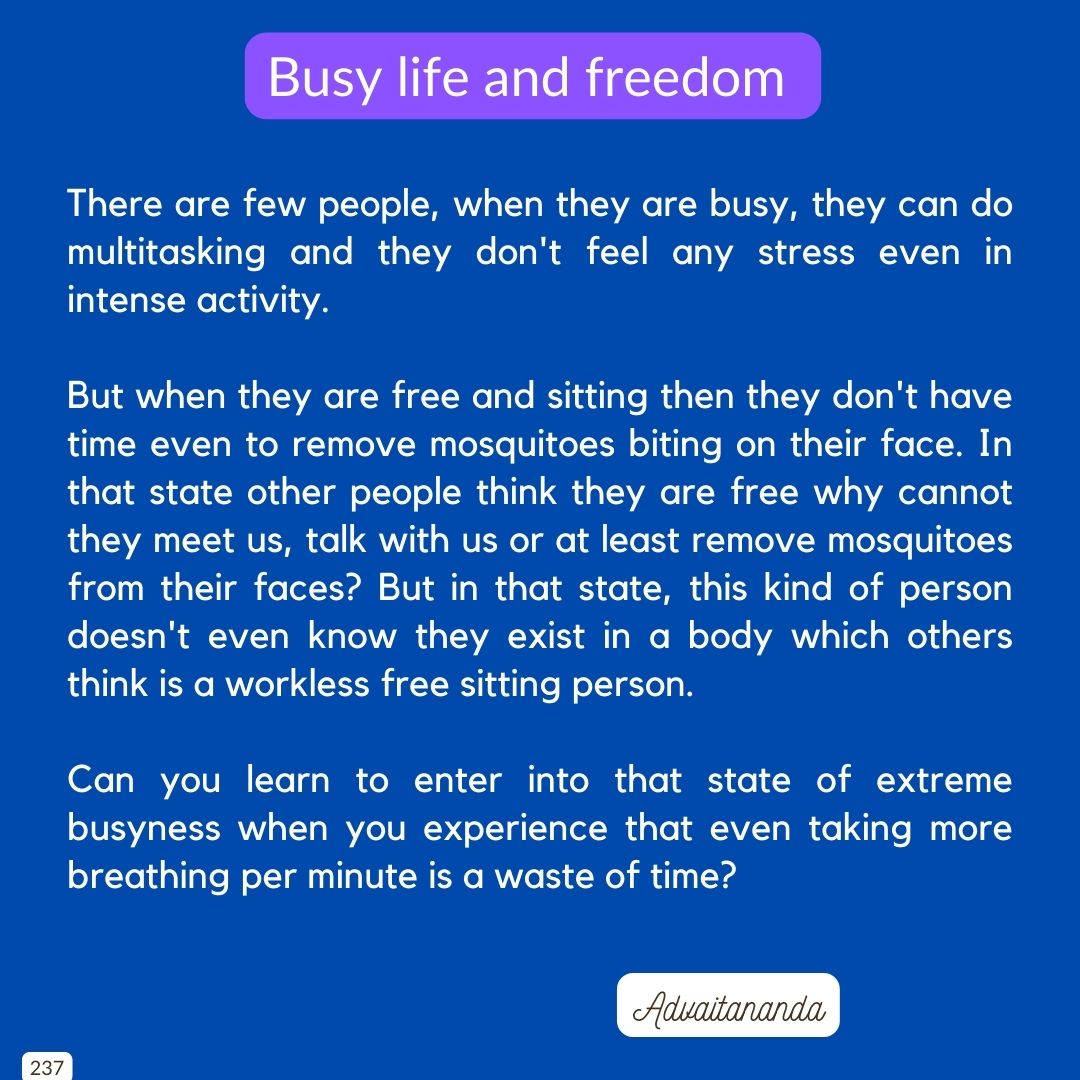 Busy life and freedom
There are few people, when they are busy, they can do
multitasking and they don't feel any stress even in
intense activity.
But when they are free and sitting then they don't have
time even to remove mosquitoes biting on their face. In
that state other people think they are free why cannot
they meet us, talk with us or at least remove mosquitoes
from their faces? But in that state, this kind of person
doesn't even know they exist in a body which others
think is a workless free sitting person.
Can you learn to enter into that state of extreme
busyness when you experience that even taking more
breathing per minute is a waste of time?
Advaitananda
237